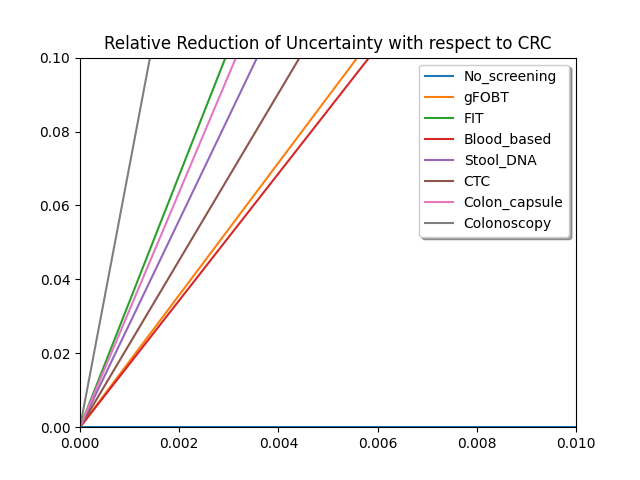 Relative Reduction of Uncertainty with respect to CRC
0.10
0.08
0.06
0.04
0.02
0.00
0.000 0.002 0.004 0.006 0.008 0.010
No_screening
gFOBT
FIT
Blood_based
Stool_DNA
CTC
Colon_capsule
Colonoscopy